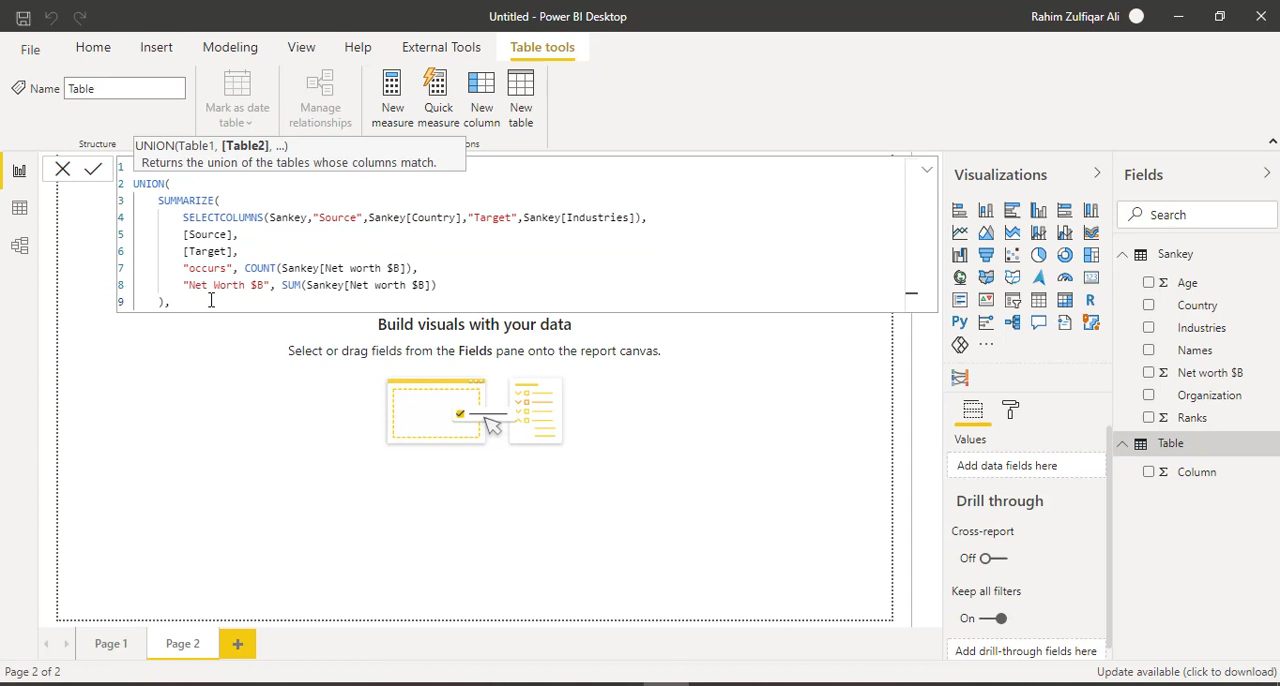 Untitled - Power BI Desktop
Rahim Zulfiqar Ali
File
Home
Insert
Modeling
View
Help
External Tools
Table tools
Name
Table
Mark as date table
Manage relationships
New measure
Quick measure
New column
New table
Structure
ons
UNION(Table1, [Table2], ...)
Returns the union of the tables whose columns match.
1
2 UNION(
3 SUMMARIZE(
4 SELECTCOLUMNS(Sankey,"Source",Sankey[Country],"Target",Sankey[Industries]),
5 [Source],
6 [Target],
7 "occurs", COUNT(Sankey[Net worth $B]),
8 "Net Worth $B", SUM(Sankey[Net worth $B])
9 ),
Build visuals with your data
Select or drag fields from the Fields pane onto the report canvas.
Visualizations
R
Py
Values
Add data fields here
Drill through
Cross-report
Off
Keep all filters
On
Add drill-through fields here
Fields
Search
Sankey
Σ Age
Country
Industries
Names
Σ Net worth $B
Organization
Σ Ranks
Table
Σ Column
Page 1
Page 2
+
Page 2 of 2
Update available (click to download)